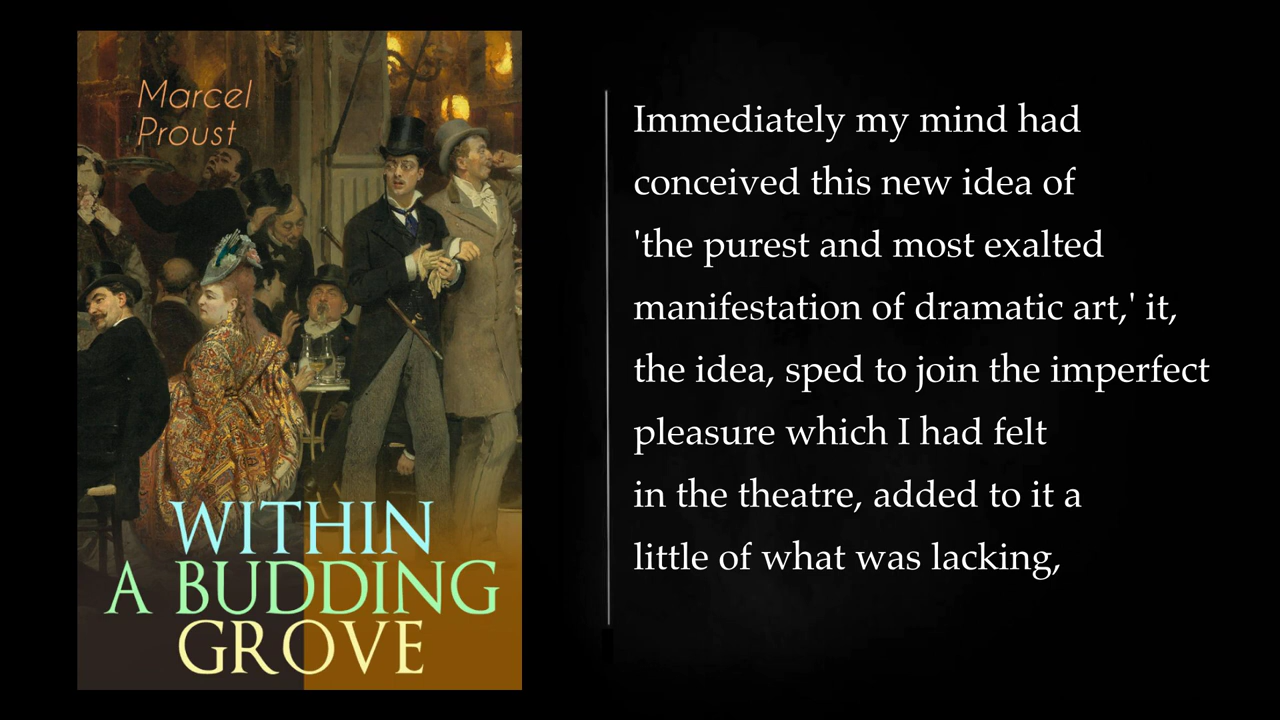 Marcel
Proust
WITHIN
A BUDDING
GROVE
Immediately my mind had
conceived this new idea of
'the purest and most exalted
manifestation of dramatic art,' it,
the idea, sped to join the imperfect
pleasure which I had felt
in the theatre, added to it a
little of what was lacking,